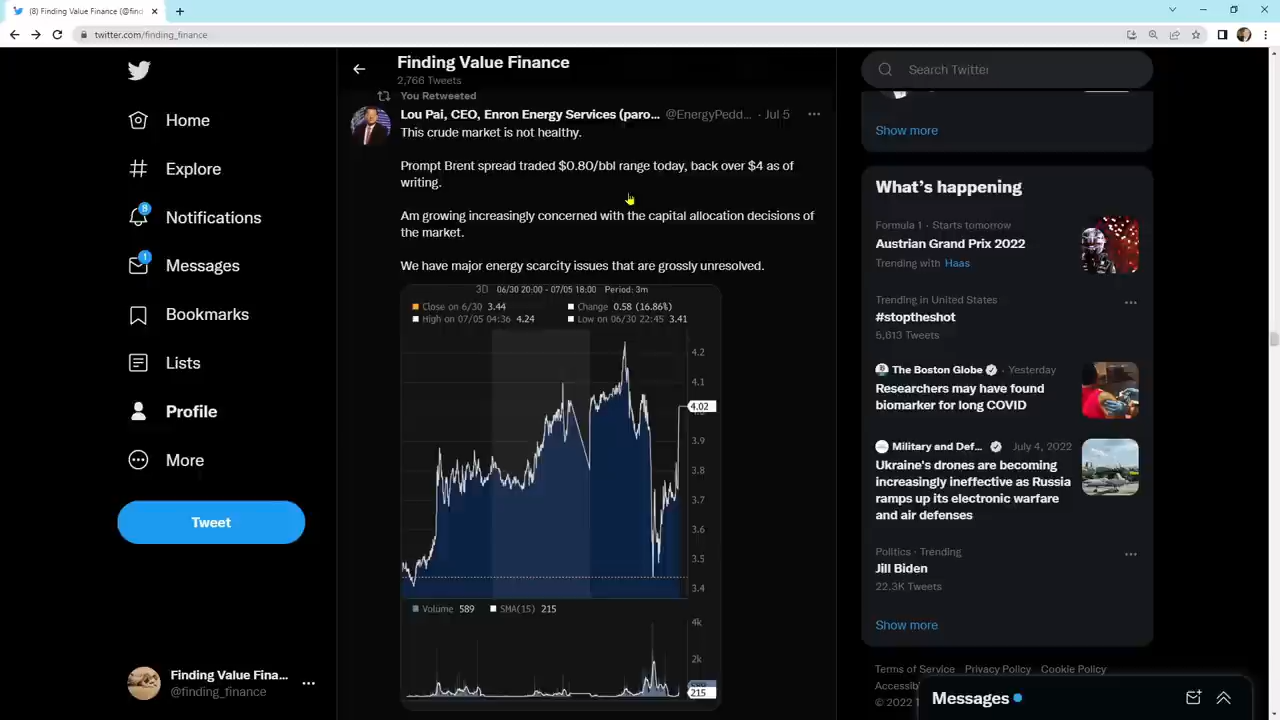 (8) Finding Value Finance (@find
twitter.com/finding_finance
Home
Explore
8
Notifications
1
Messages
Bookmarks
Lists
Profile
More
Tweet
Finding Value Fina...
@finding_finance
Finding Value Finance
2,766 Tweets
You Retweeted
Lou Pai, CEO, Enron Energy Services (paro... @EnergyPedd... · Jul 5
This crude market is not healthy.
Prompt Brent spread traded $0.80/bbl range today, back over $4 as of
writing.
Am growing increasingly concerned with the capital allocation decisions of
the market.
We have major energy scarcity issues that are grossly unresolved.
3D 06/30 20:00 - 07/05 18:00 Period: 3m
Close on 6/30 3.44 Change 0.58 (16.86%)
High on 07/05 04:36 4.24 Low on 06/30 22:45 3.41
4.2
4.1
4.02
3.9
3.8
3.7
3.6
3.5
3.4
Volume 589 SMA(15) 215
4k
2k
215
Search Twitter
Show more
What's happening
Formula 1 · Starts tomorrow
Austrian Grand Prix 2022
Trending with Haas
Trending in United States
#stoptheshot
5,613 Tweets
The Boston Globe · Yesterday
Researchers may have found
biomarker for long COVID
Military and Def... · July 4, 2022
Ukraine's drones are becoming
increasingly ineffective as Russia
ramps up its electronic warfare
and air defenses
Politics · Trending
Jill Biden
22.3K Tweets
Show more
Terms of Service Privacy Policy Cookie Policy
Accessib
© 2022 T
Messages